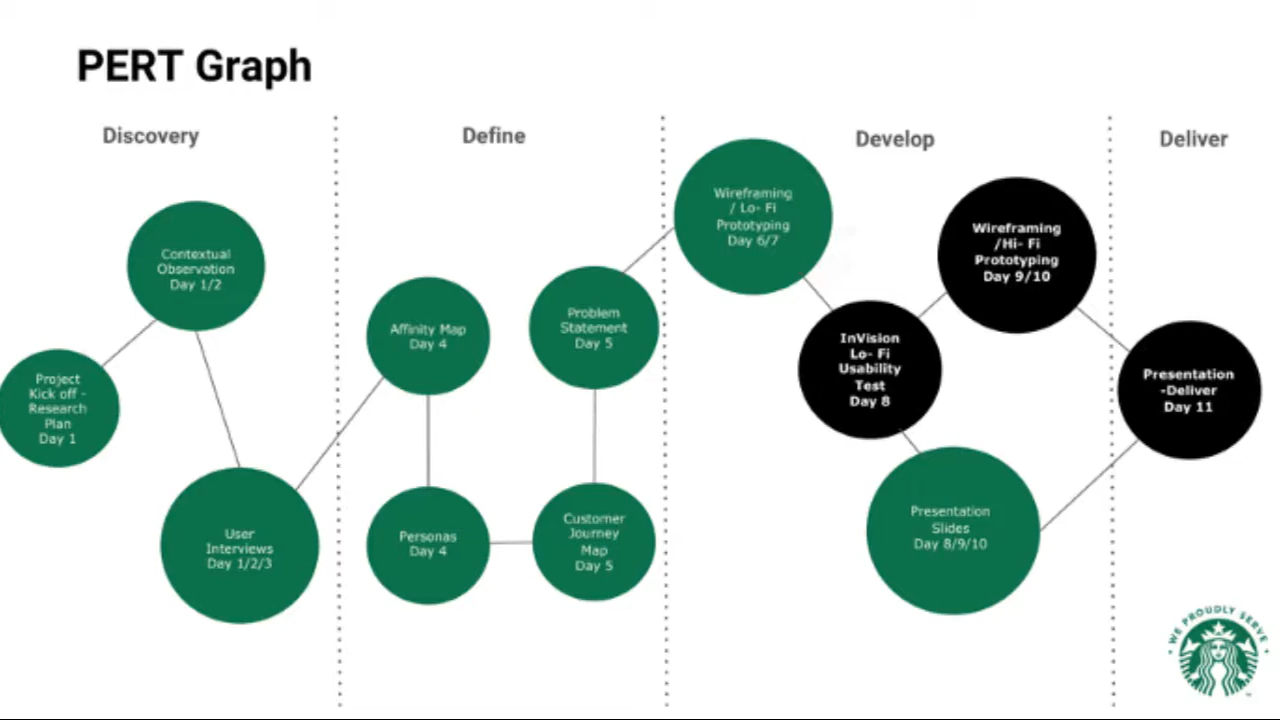 PERT Graph
Discovery
Define
Develop
Deliver
Contextual
Observation
Day 1/2
Project
Kick off -
Research
Plan
Day 1
User
Interviews
Day 1/2/3
Affinity Map
Day 4
Personas
Day 4
Problem
Statement
Day 5
Customer
Journey
Map
Day 5
Wireframing
/ Lo- Fi
Prototyping
Day 6/7
InVision
Lo- Fi
Usability
Test
Day 8
Wireframing
/Hi- Fi
Prototyping
Day 9/10
Presentation
Slides
Day 8/9/10
Presentation
-Deliver
Day 11
WE PROUDLY SERVE